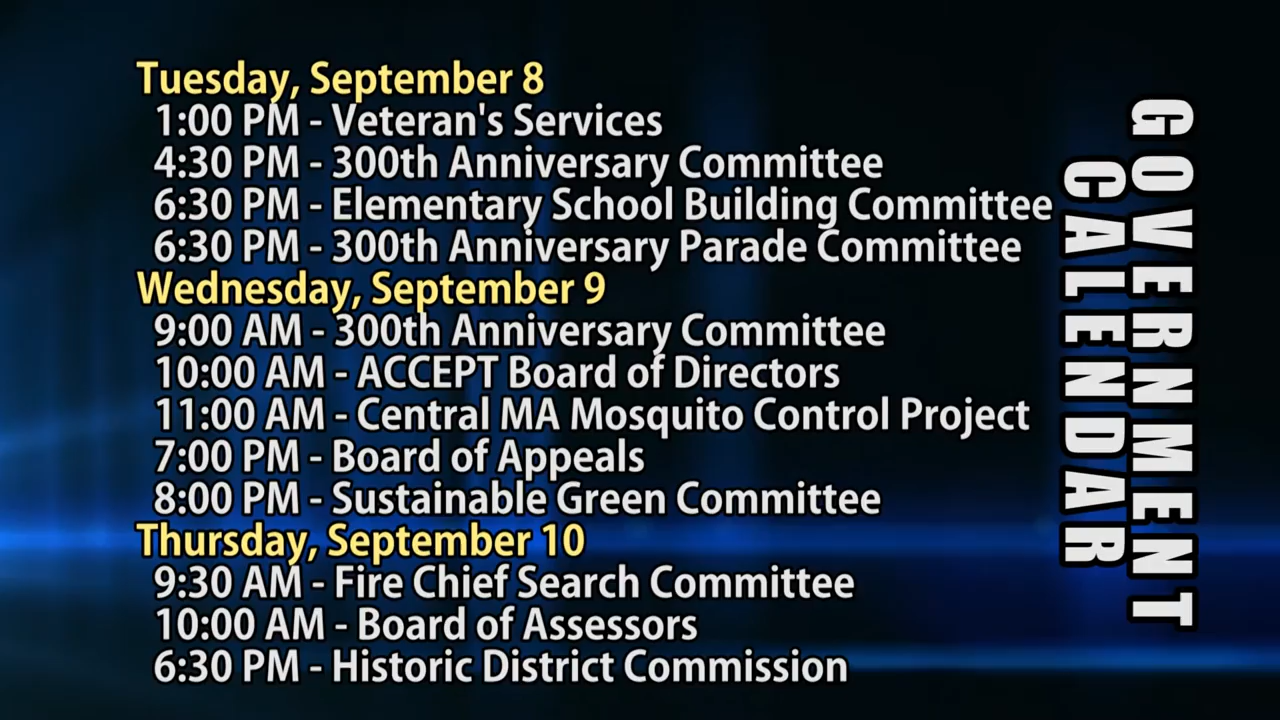 Tuesday, September 8
1:00 PM - Veteran's Services
4:30 PM - 300th Anniversary Committee
6:30 PM - Elementary School Building Committee
6:30 PM - 300th Anniversary Parade Committee
Wednesday, September 9
9:00 AM - 300th Anniversary Committee
10:00 AM - ACCEPT Board of Directors
11:00 AM - Central MA Mosquito Control Project
7:00 PM - Board of Appeals
8:00 PM - Sustainable Green Committee
Thursday, September 10
9:30 AM - Fire Chief Search Committee
10:00 AM - Board of Assessors
6:30 PM - Historic District Commission
GOVERNMENT
CALENDAR